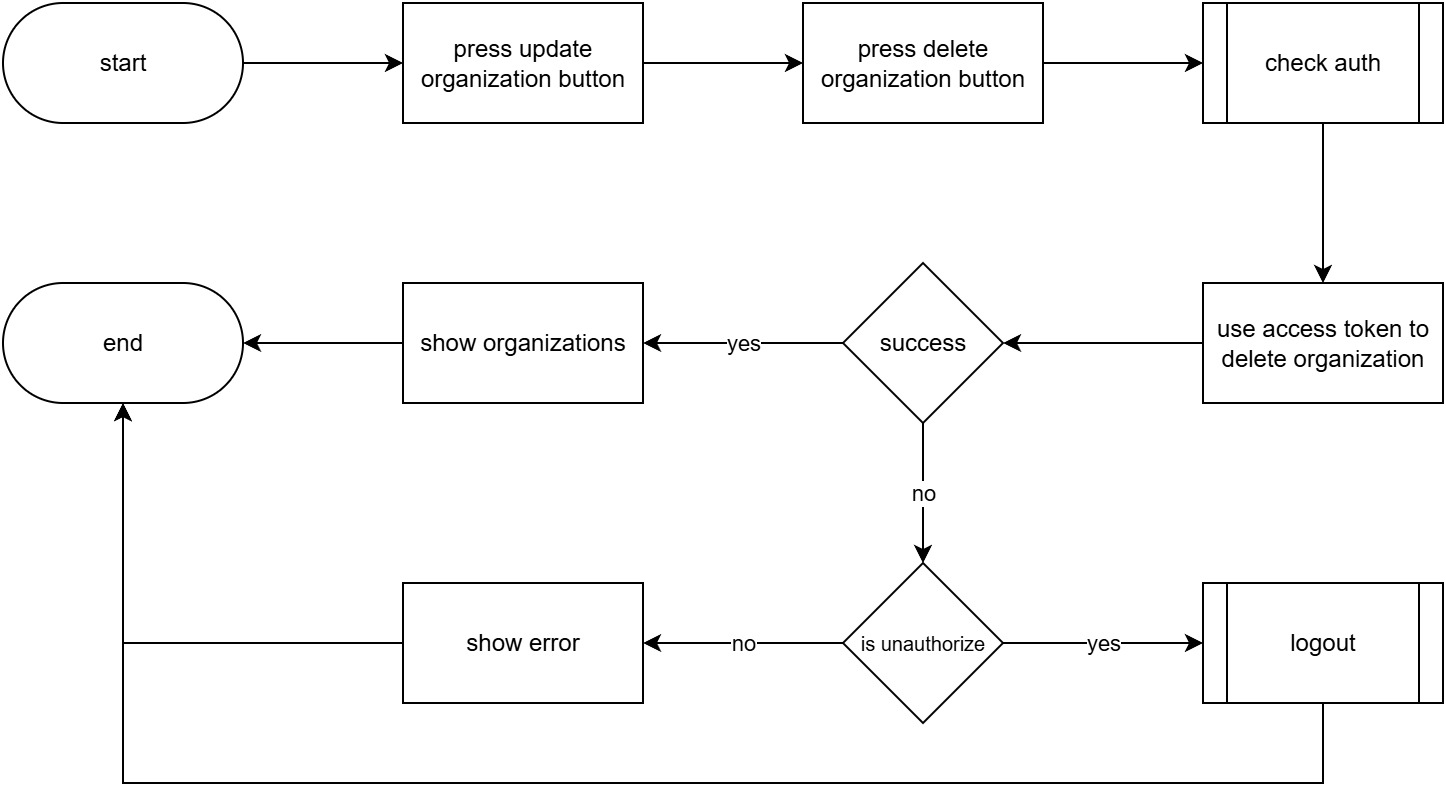 start
press update
organization button
press delete
organization button
check auth
end
show organizations
yes
success
use access token to
delete organization
no
show error
no
is unauthorize
yes
logout